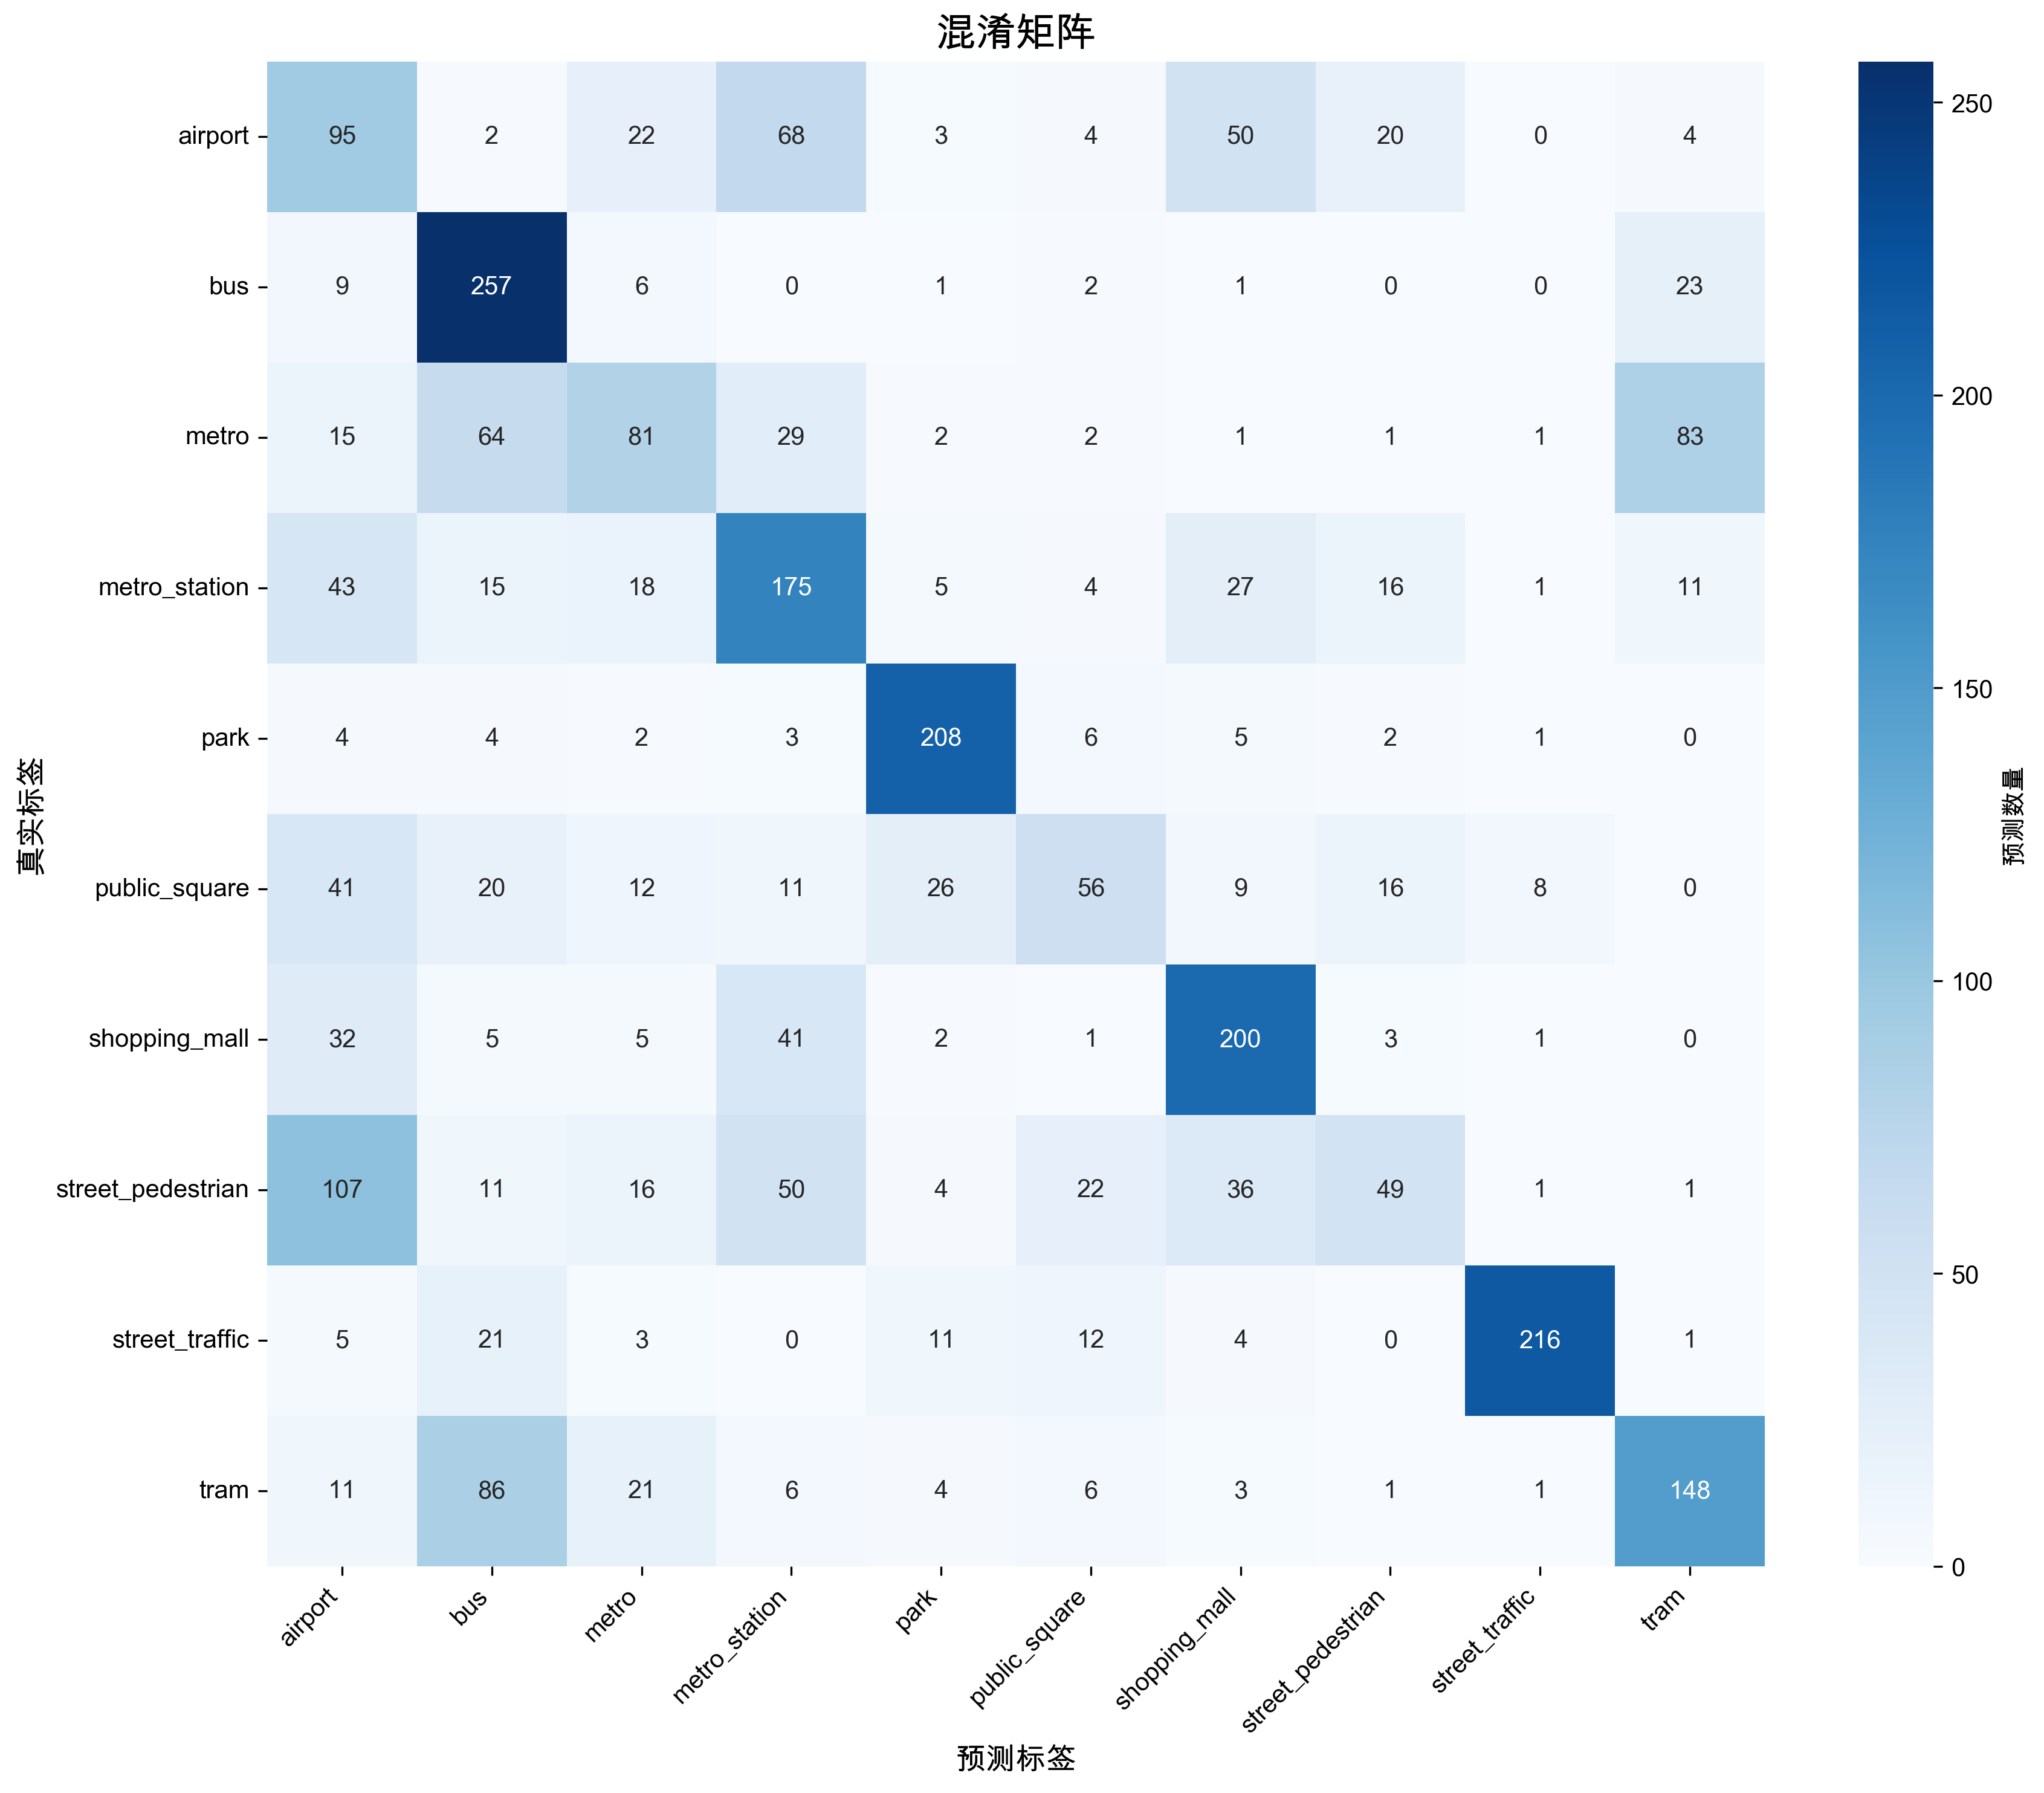 混淆矩阵
airport 95 2 22 68 3 4 50 20 0 4
bus 9 257 6 0 1 2 1 0 0 23
metro 15 64 81 29 2 2 1 1 1 83
metro_station 43 15 18 175 5 4 27 16 1 11
park 4 4 2 3 208 6 5 2 1 0
public_square 41 20 12 11 26 56 9 16 8 0
shopping_mall 32 5 5 41 2 1 200 3 1 0
street_pedestrian 107 11 16 50 4 22 36 49 1 1
street_traffic 5 21 3 0 11 12 4 0 216 1
tram 11 86 21 6 4 6 3 1 1 148
airport bus metro metro_station park public_square shopping_mall street_pedestrian street_traffic tram
预测标签
真实标签
250
200
150
100
50
0
预测数量